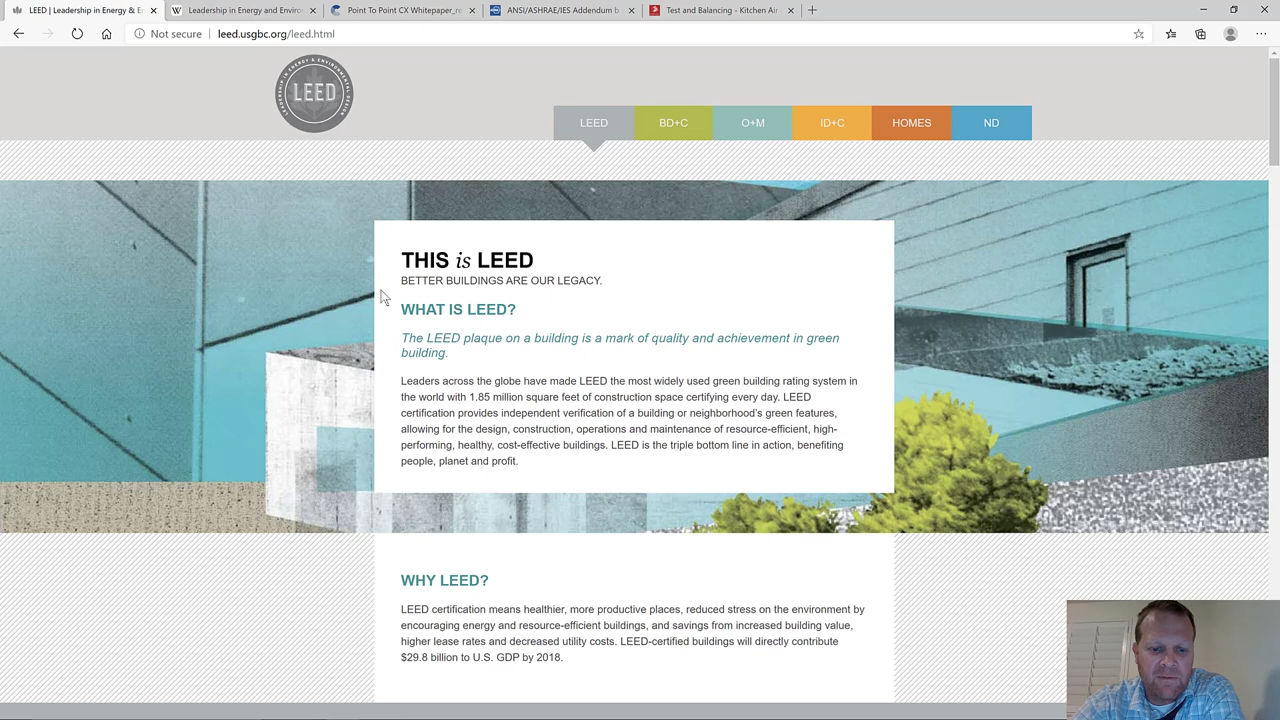 LEED | Leadership in Energy & En
Leadership in Energy and Enviro
Point To Point CX Whitepaper_re
ANSI/ASHRAE/IES Addendum b
Test and Balancing - Kitchen Air
Not secure
leed.usgbc.org/leed.html
LEADERSHIP IN ENERGY & ENVIRONMENTAL DESIGN
LEED
LEED
BD+C
O+M
ID+C
HOMES
ND
THIS is LEED
BETTER BUILDINGS ARE OUR LEGACY.
WHAT IS LEED?
The LEED plaque on a building is a mark of quality and achievement in green
building.
Leaders across the globe have made LEED the most widely used green building rating system in
the world with 1.85 million square feet of construction space certifying every day. LEED
certification provides independent verification of a building or neighborhood's green features,
allowing for the design, construction, operations and maintenance of resource-efficient, high-
performing, healthy, cost-effective buildings. LEED is the triple bottom line in action, benefiting
people, planet and profit.
WHY LEED?
LEED certification means healthier, more productive places, reduced stress on the environment by
encouraging energy and resource-efficient buildings, and savings from increased building value,
higher lease rates and decreased utility costs. LEED-certified buildings will directly contribute
$29.8 billion to U.S. GDP by 2018.